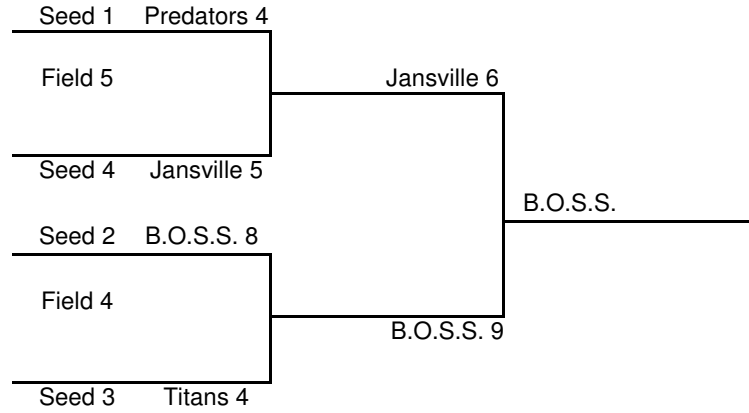 Seed 1 Predators 4
Field 5
Jansville 6
Seed 4 Jansville 5
B.O.S.S.
Seed 2 B.O.S.S. 8
Field 4
B.O.S.S. 9
Seed 3 Titans 4